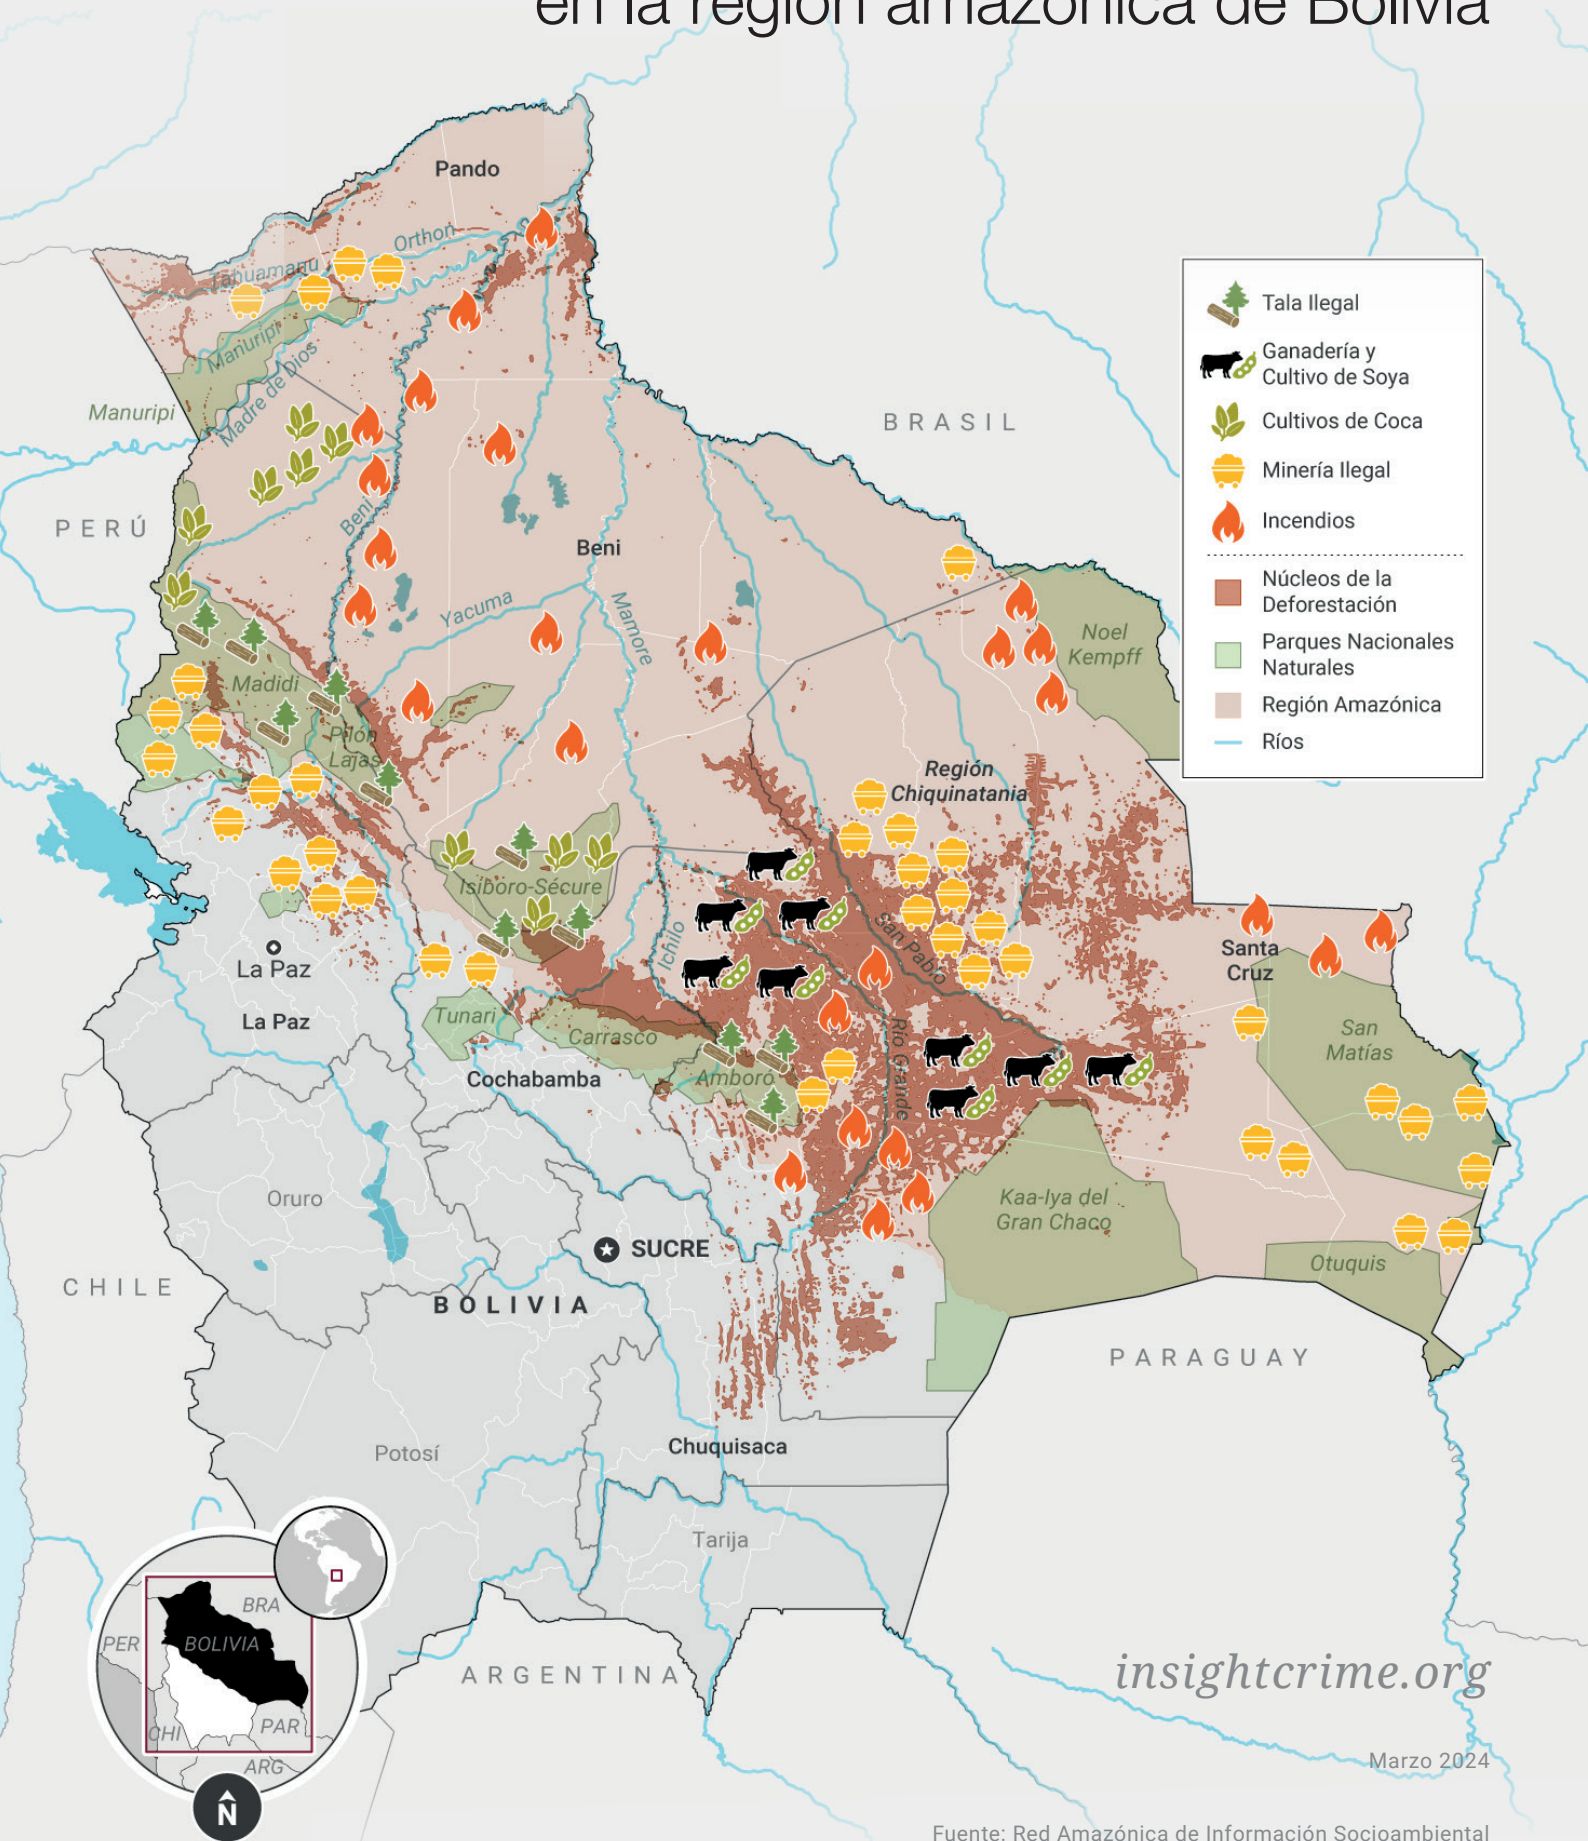 en la región amazónica de Bolivia
Pando
Orthon
Tahuamanu
Manuripi
Madre de Dios
Manuripi
BRASIL
PERÚ
Beni
Beni
Yacuma
Mamore
Noel
Kempff
Madidi
Pilón
Lajas
Región
Chiquinatania
Isiboro-Sécure
Ichilo
San Pablo
Santa
Cruz
La Paz
La Paz
Tunari
Carrasco
Río Grande
San
Matías
Cochabamba
Amboró
Oruro
Kaa-Iya del
Gran Chaco
SUCRE
Otuquis
CHILE
BOLIVIA
PARAGUAY
Potosí
Chuquisaca
Tarija
ARGENTINA
Tala Ilegal
Ganadería y
Cultivo de Soya
Cultivos de Coca
Minería Ilegal
Incendios
Núcleos de la
Deforestación
Parques Nacionales
Naturales
Región Amazónica
Ríos
BRA
PER
BOLIVIA
CHI
PAR
ARG
N
insightcrime.org
Marzo 2024
Fuente: Red Amazónica de Información Socioambiental